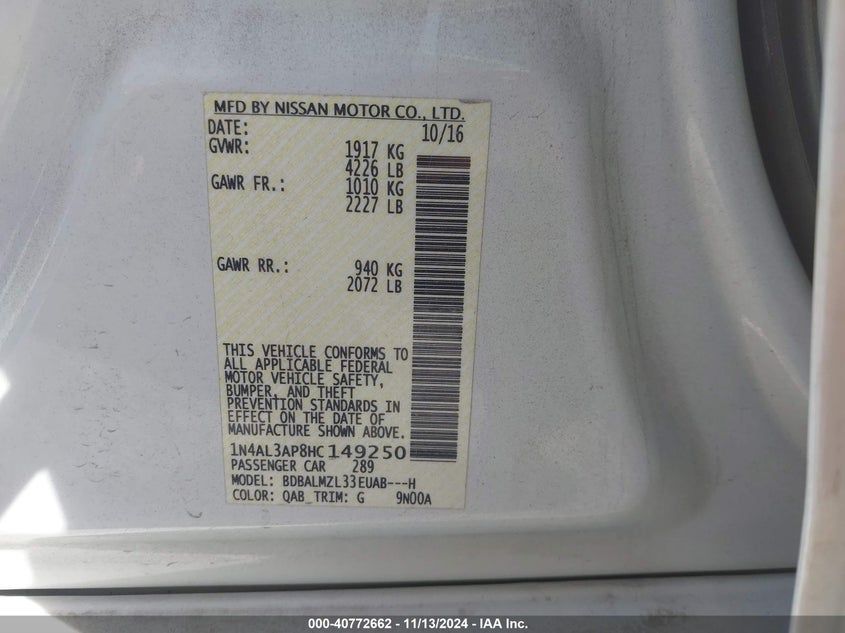 MFD BY NISSAN MOTOR CO., LTD.
DATE: 10/16
GVWR: 1917 KG
4226 LB
GAWR FR.: 1010 KG
2227 LB
GAWR RR.: 940 KG
2072 LB
THIS VEHICLE CONFORMS TO
ALL APPLICABLE FEDERAL
MOTOR VEHICLE SAFETY,
BUMPER, AND THEFT
PREVENTION STANDARDS IN
EFFECT ON THE DATE OF
MANUFACTURE SHOWN ABOVE.
1N4AL3AP8HC149250
PASSENGER CAR 289
MODEL: BDBALMZL33EUAB---H
COLOR: QAB TRIM: G 9N00A
000-40772662 - 11/13/2024 - IAA Inc.